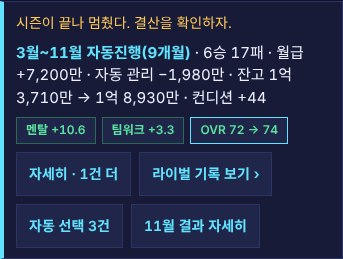 시즌이 끝나 멈췄다. 결산을 확인하자.
3월~11월 자동진행(9개월) · 6승 17패 · 월급
+7,200만 · 자동 관리 −1,980만 · 잔고 1억
3,710만 → 1억 8,930만 · 컨디션 +44
멘탈 +10.6 팀워크 +3.3 OVR 72 → 74
자세히 · 1건 더 라이벌 기록 보기 ›
자동 선택 3건 11월 결과 자세히